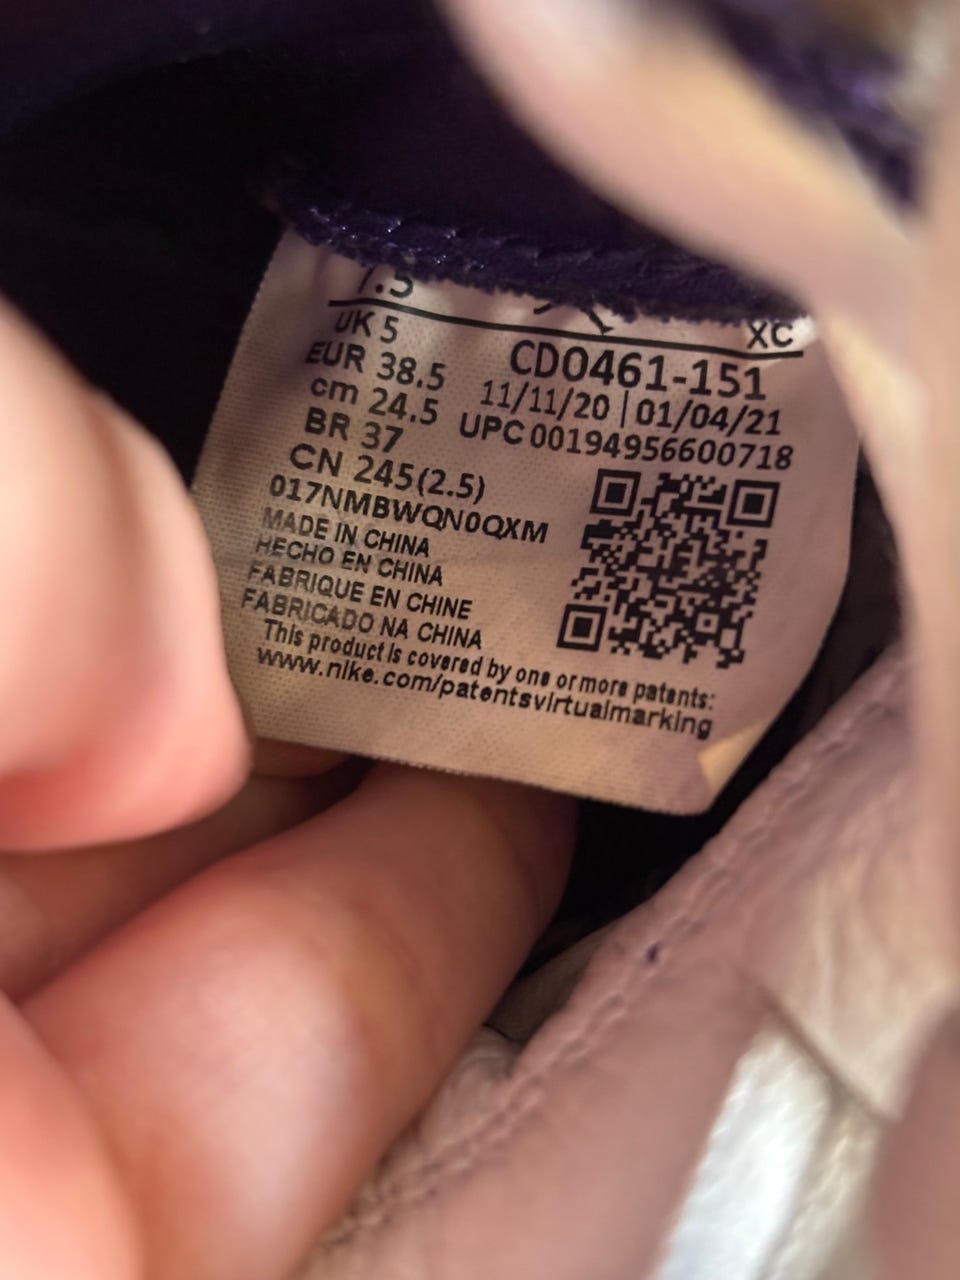 7.5
XC
UK 5
EUR 38.5
cm 24.5
BR 37
CN 245(2.5)
CD0461-151
11/11/20 | 01/04/21
UPC 00194956600718
017NMBWQN0QXM
MADE IN CHINA
HECHO EN CHINA
FABRIQUE EN CHINE
FABRICADO NA CHINA
This product is covered by one or more patents:
www.nike.com/patentsvirtualmarking